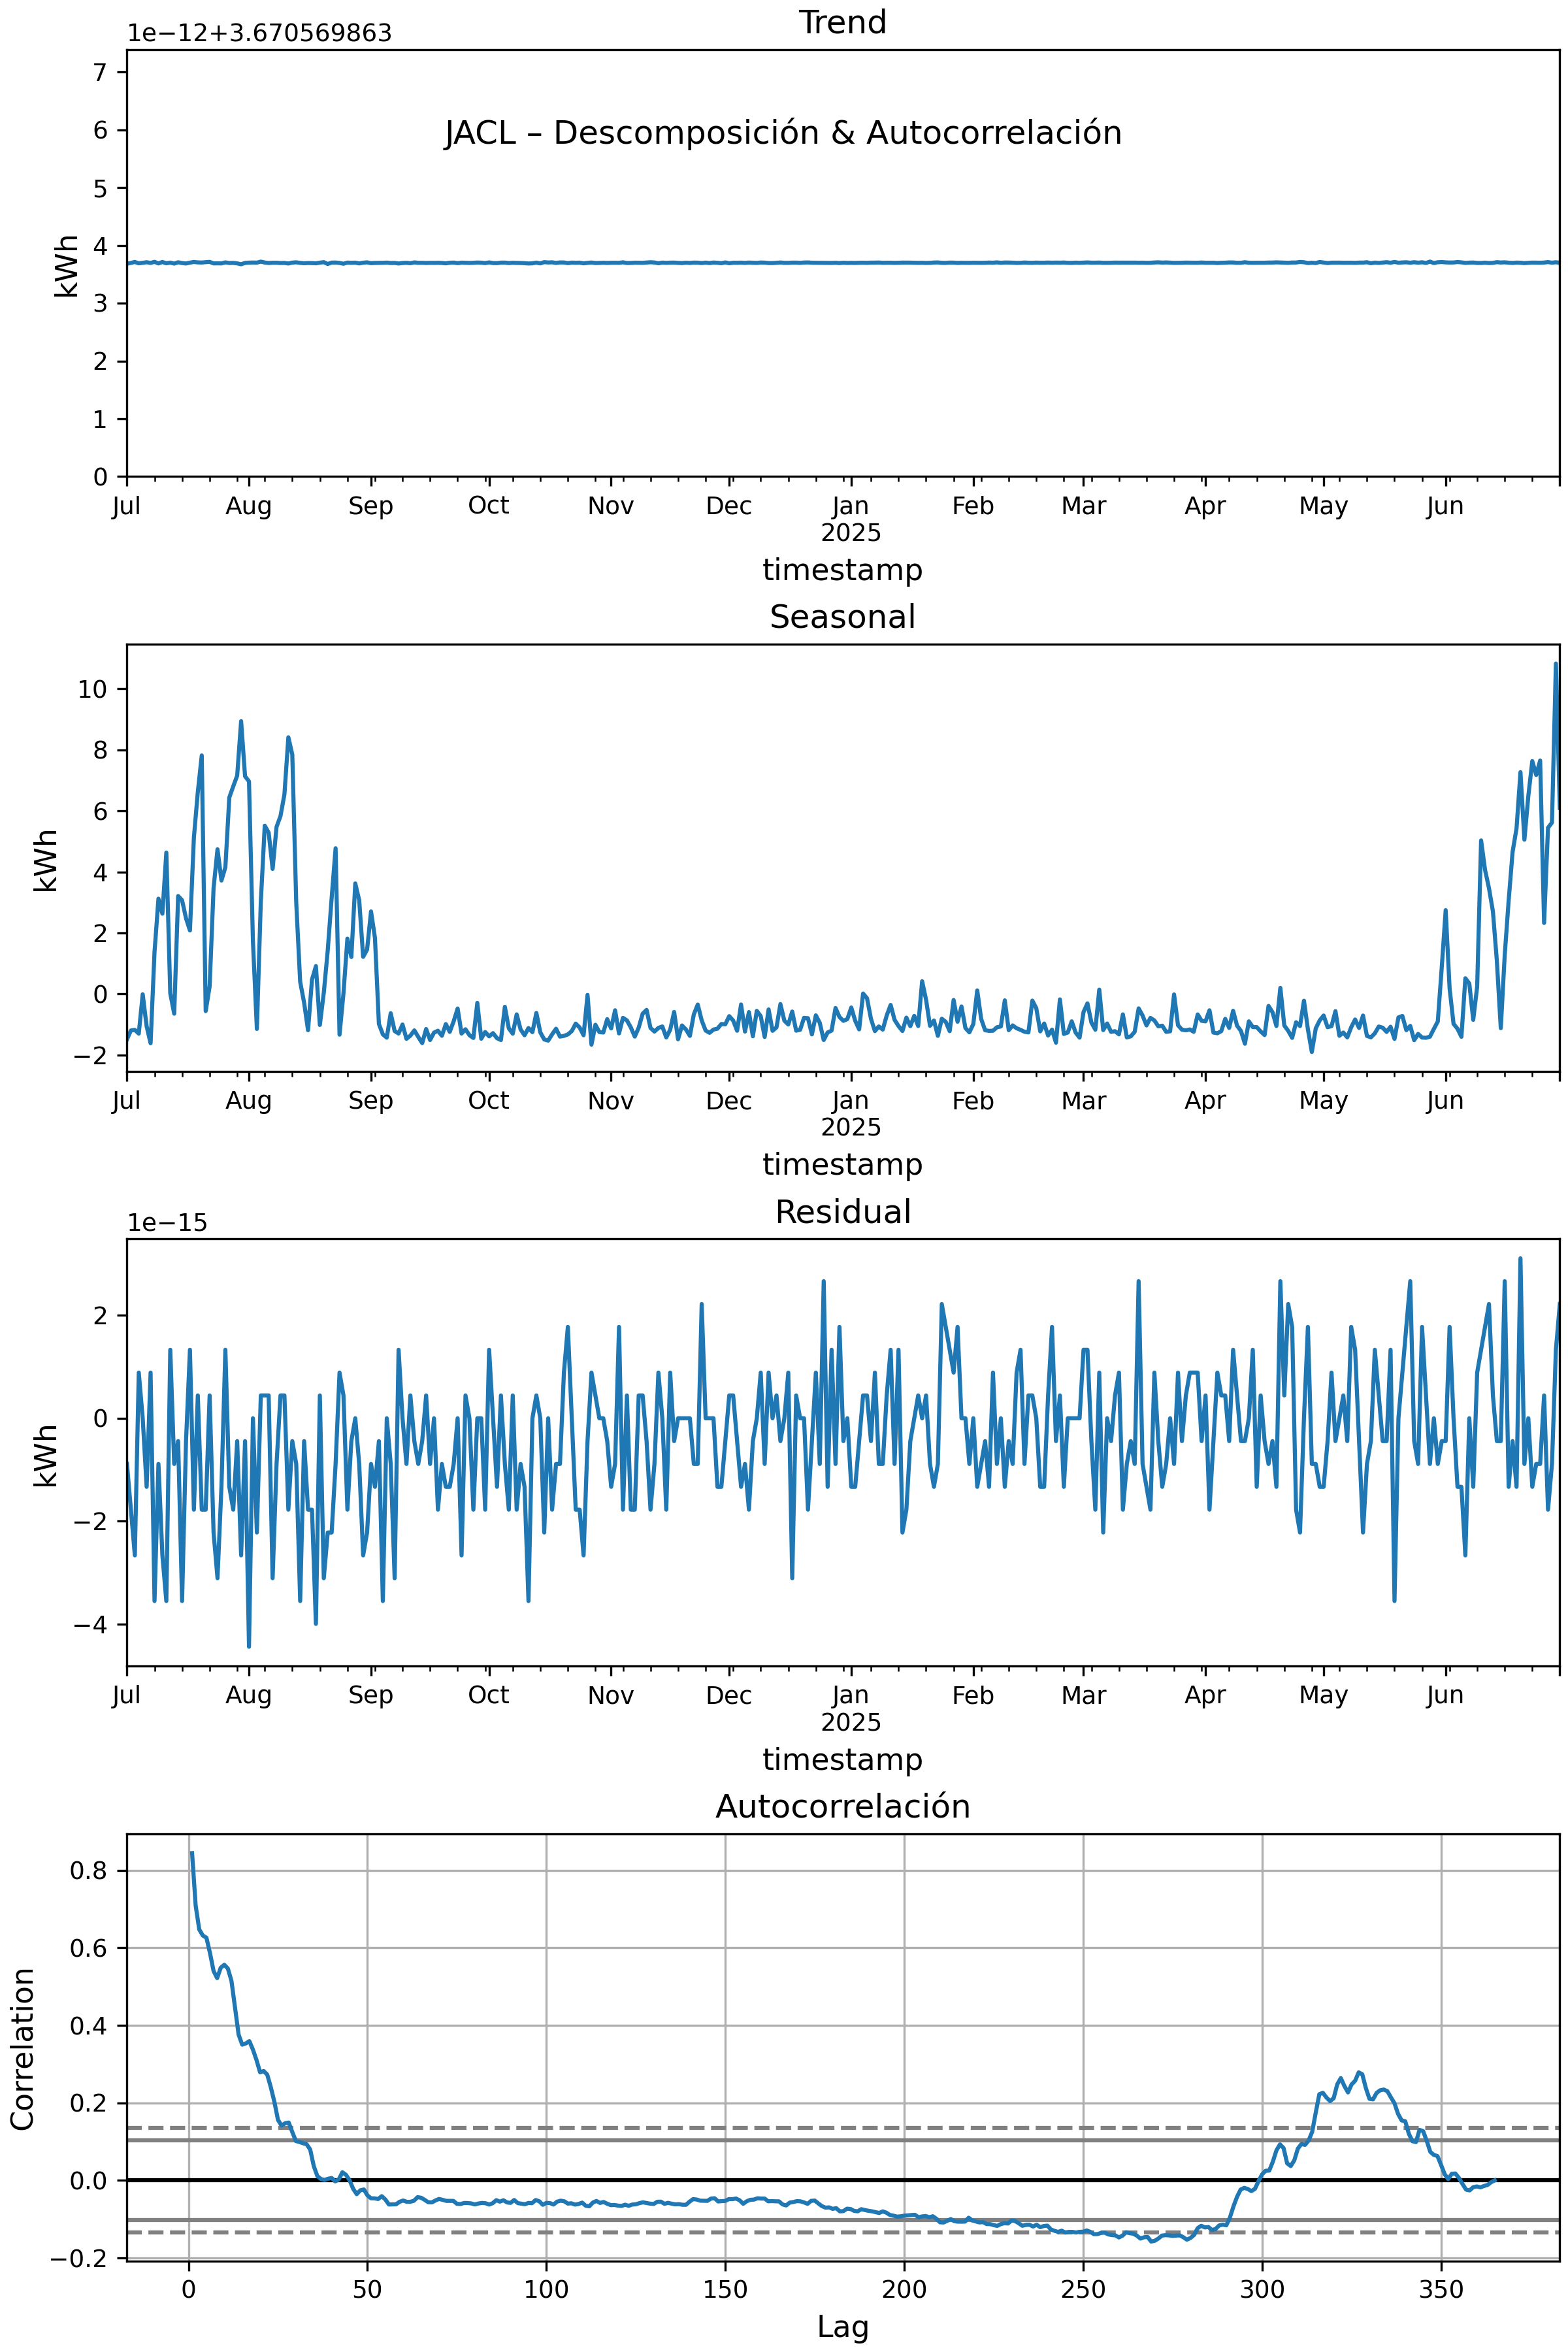 Trend
1e−12+3.670569863
7
6
5
4
3
2
1
0
kWh
JACL – Descomposición & Autocorrelación
Jul Aug Sep Oct Nov Dec Jan Feb Mar Apr May Jun
2025
timestamp
Seasonal
10
8
6
4
2
0
−2
kWh
Jul Aug Sep Oct Nov Dec Jan Feb Mar Apr May Jun
2025
timestamp
Residual
1e−15
2
0
−2
−4
kWh
Jul Aug Sep Oct Nov Dec Jan Feb Mar Apr May Jun
2025
timestamp
Autocorrelación
0.8
0.6
0.4
0.2
0.0
−0.2
Correlation
0 50 100 150 200 250 300 350
Lag